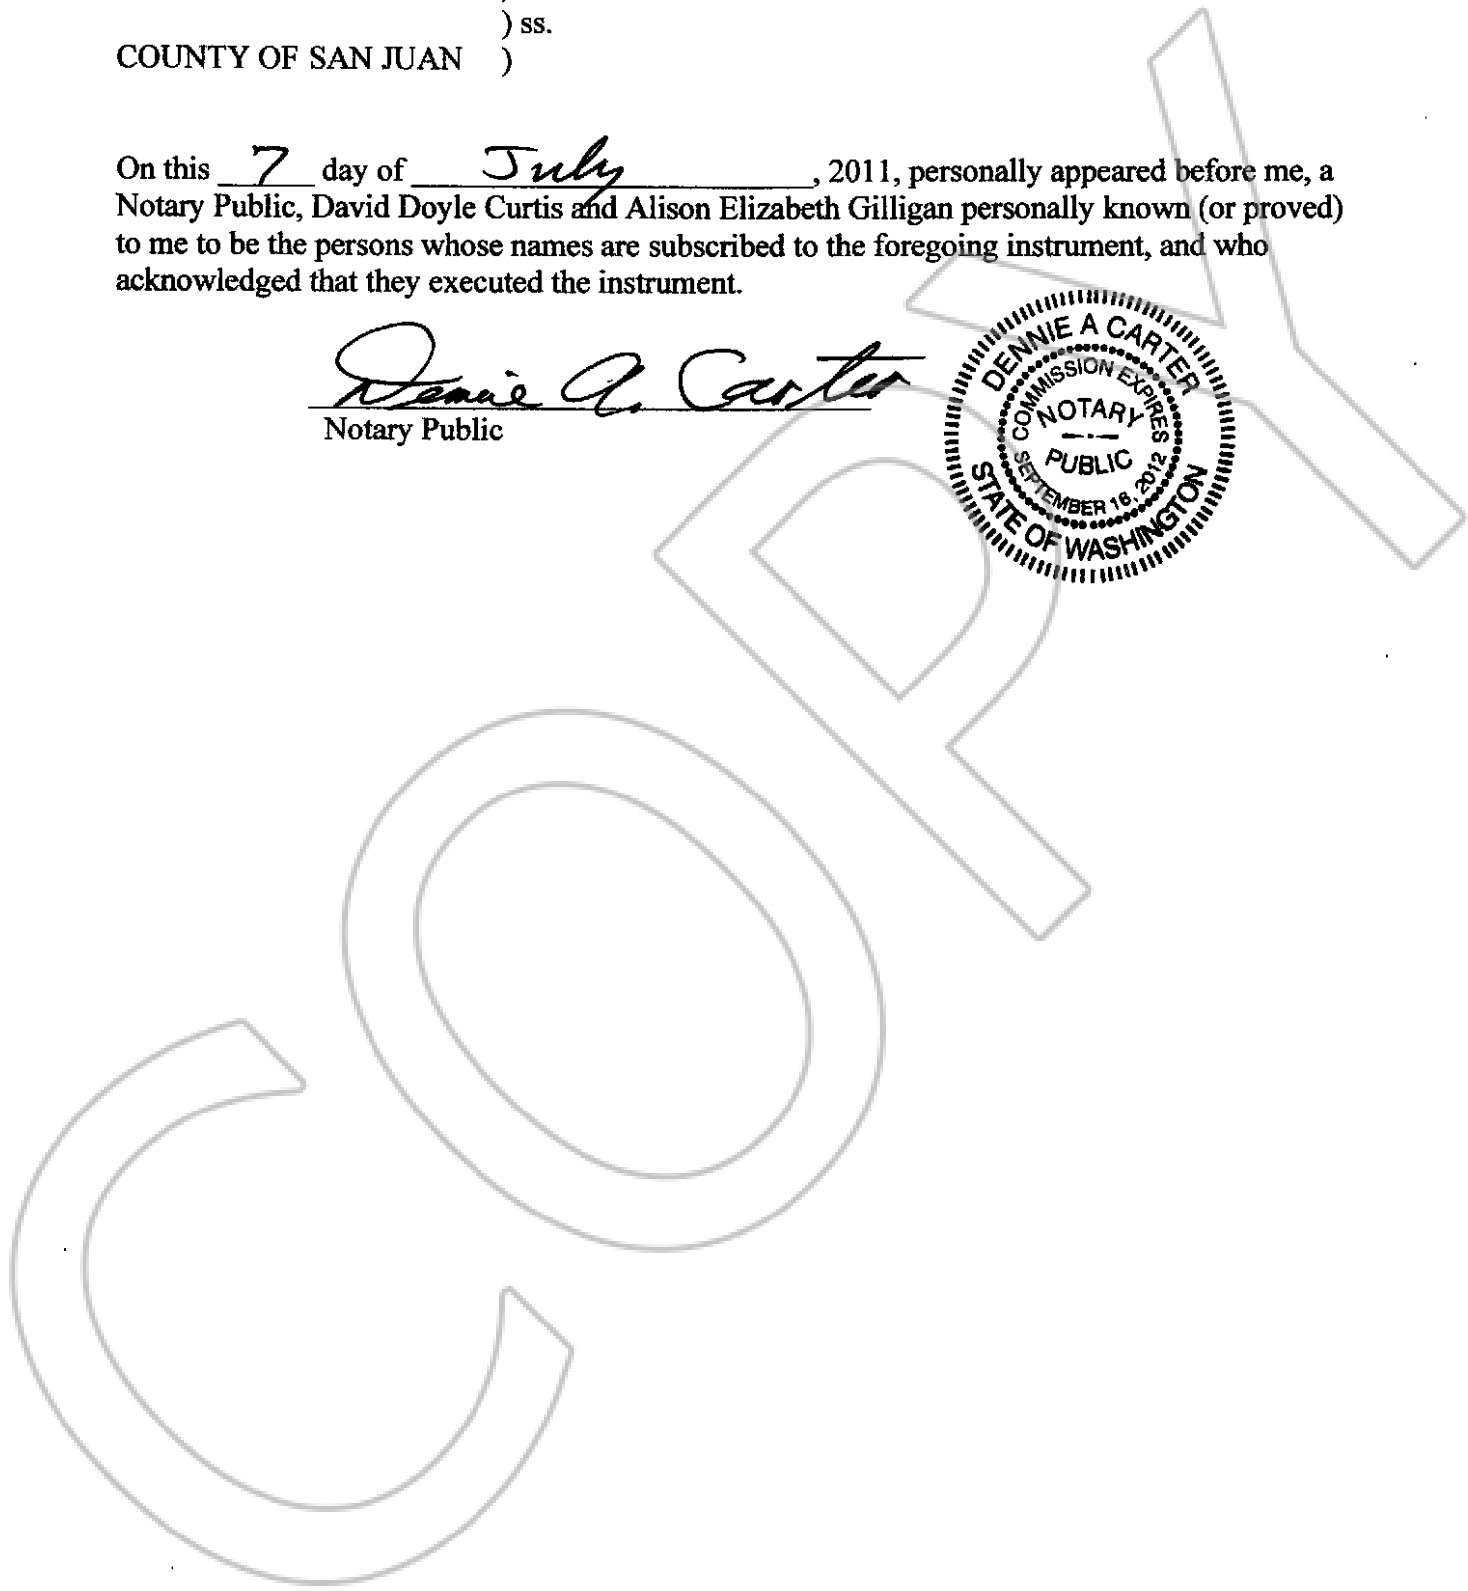 ) ss.
COUNTY OF SAN JUAN )
On this 7 day of July, 2011, personally appeared before me, a
Notary Public, David Doyle Curtis and Alison Elizabeth Gilligan personally known (or proved)
to me to be the persons whose names are subscribed to the foregoing instrument, and who
acknowledged that they executed the instrument.
Dennie A. Carter
Notary Public
DENNIE A CARTER
COMMISSION EXPIRES
NOTARY
PUBLIC
SEPTEMBER 16, 2012
STATE OF WASHINGTON
COPY